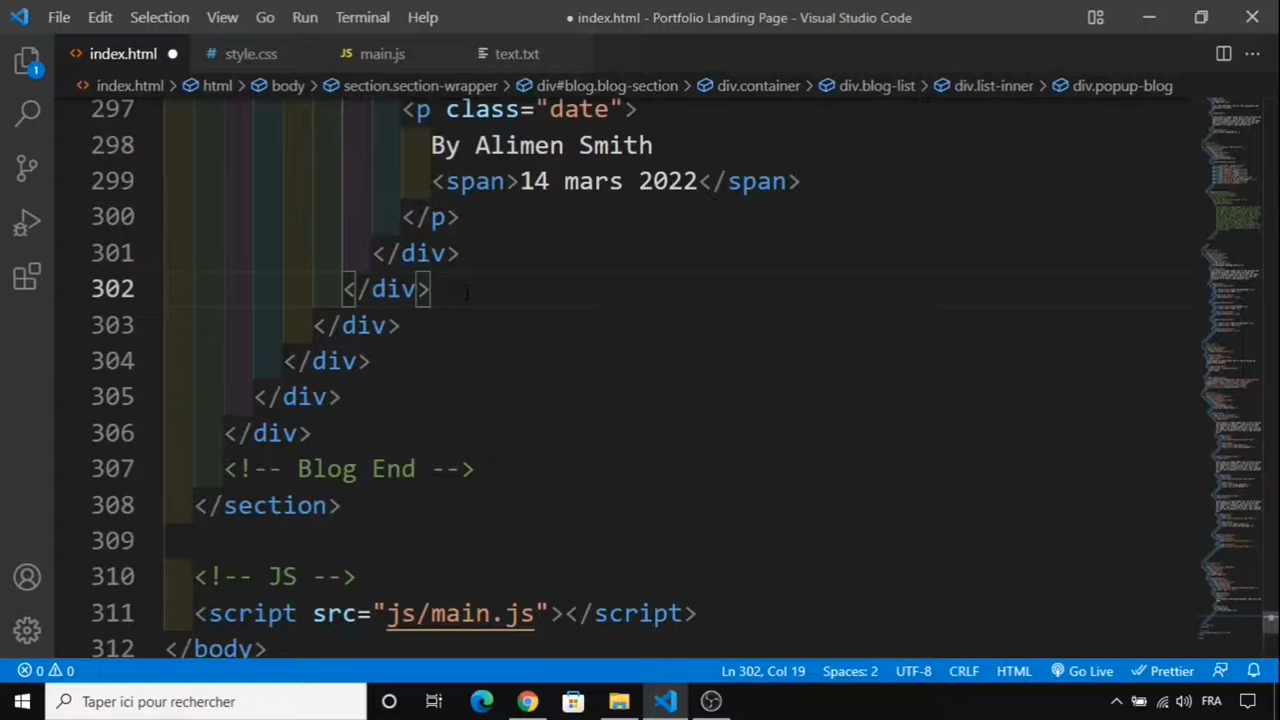 File Edit Selection View Go Run Terminal Help ● index.html - Portfolio Landing Page - Visual Studio Code
index.html # style.css JS main.js text.txt
1 index.html > html > body > section.section-wrapper > div#blog.blog-section > div.container > div.blog-list > div.list-inner > div.popup-blog
297 <p class="date">
298 By Alimen Smith
299 <span>14 mars 2022</span>
300 </p>
301 </div>
302 </div>
303 </div>
304 </div>
305 </div>
306 </div>
307 <!-- Blog End -->
308 </section>
309
310 <!-- JS -->
311 <script src="js/main.js"></script>
312 </body>
0 0 Ln 302, Col 19 Spaces: 2 UTF-8 CRLF HTML Go Live Prettier
Taper ici pour rechercher FRA